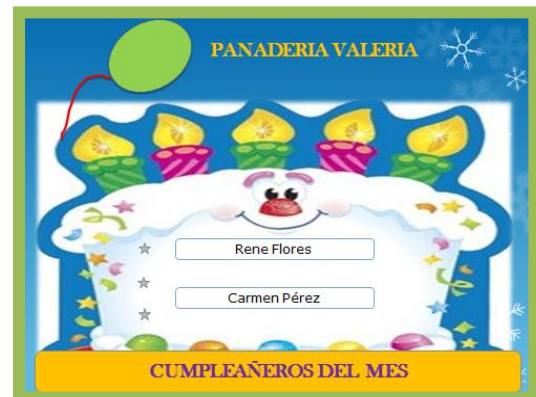 PANADERIA VALERIA
Rene Flores
Carmen Pérez
CUMPLEAÑEROS DEL MES